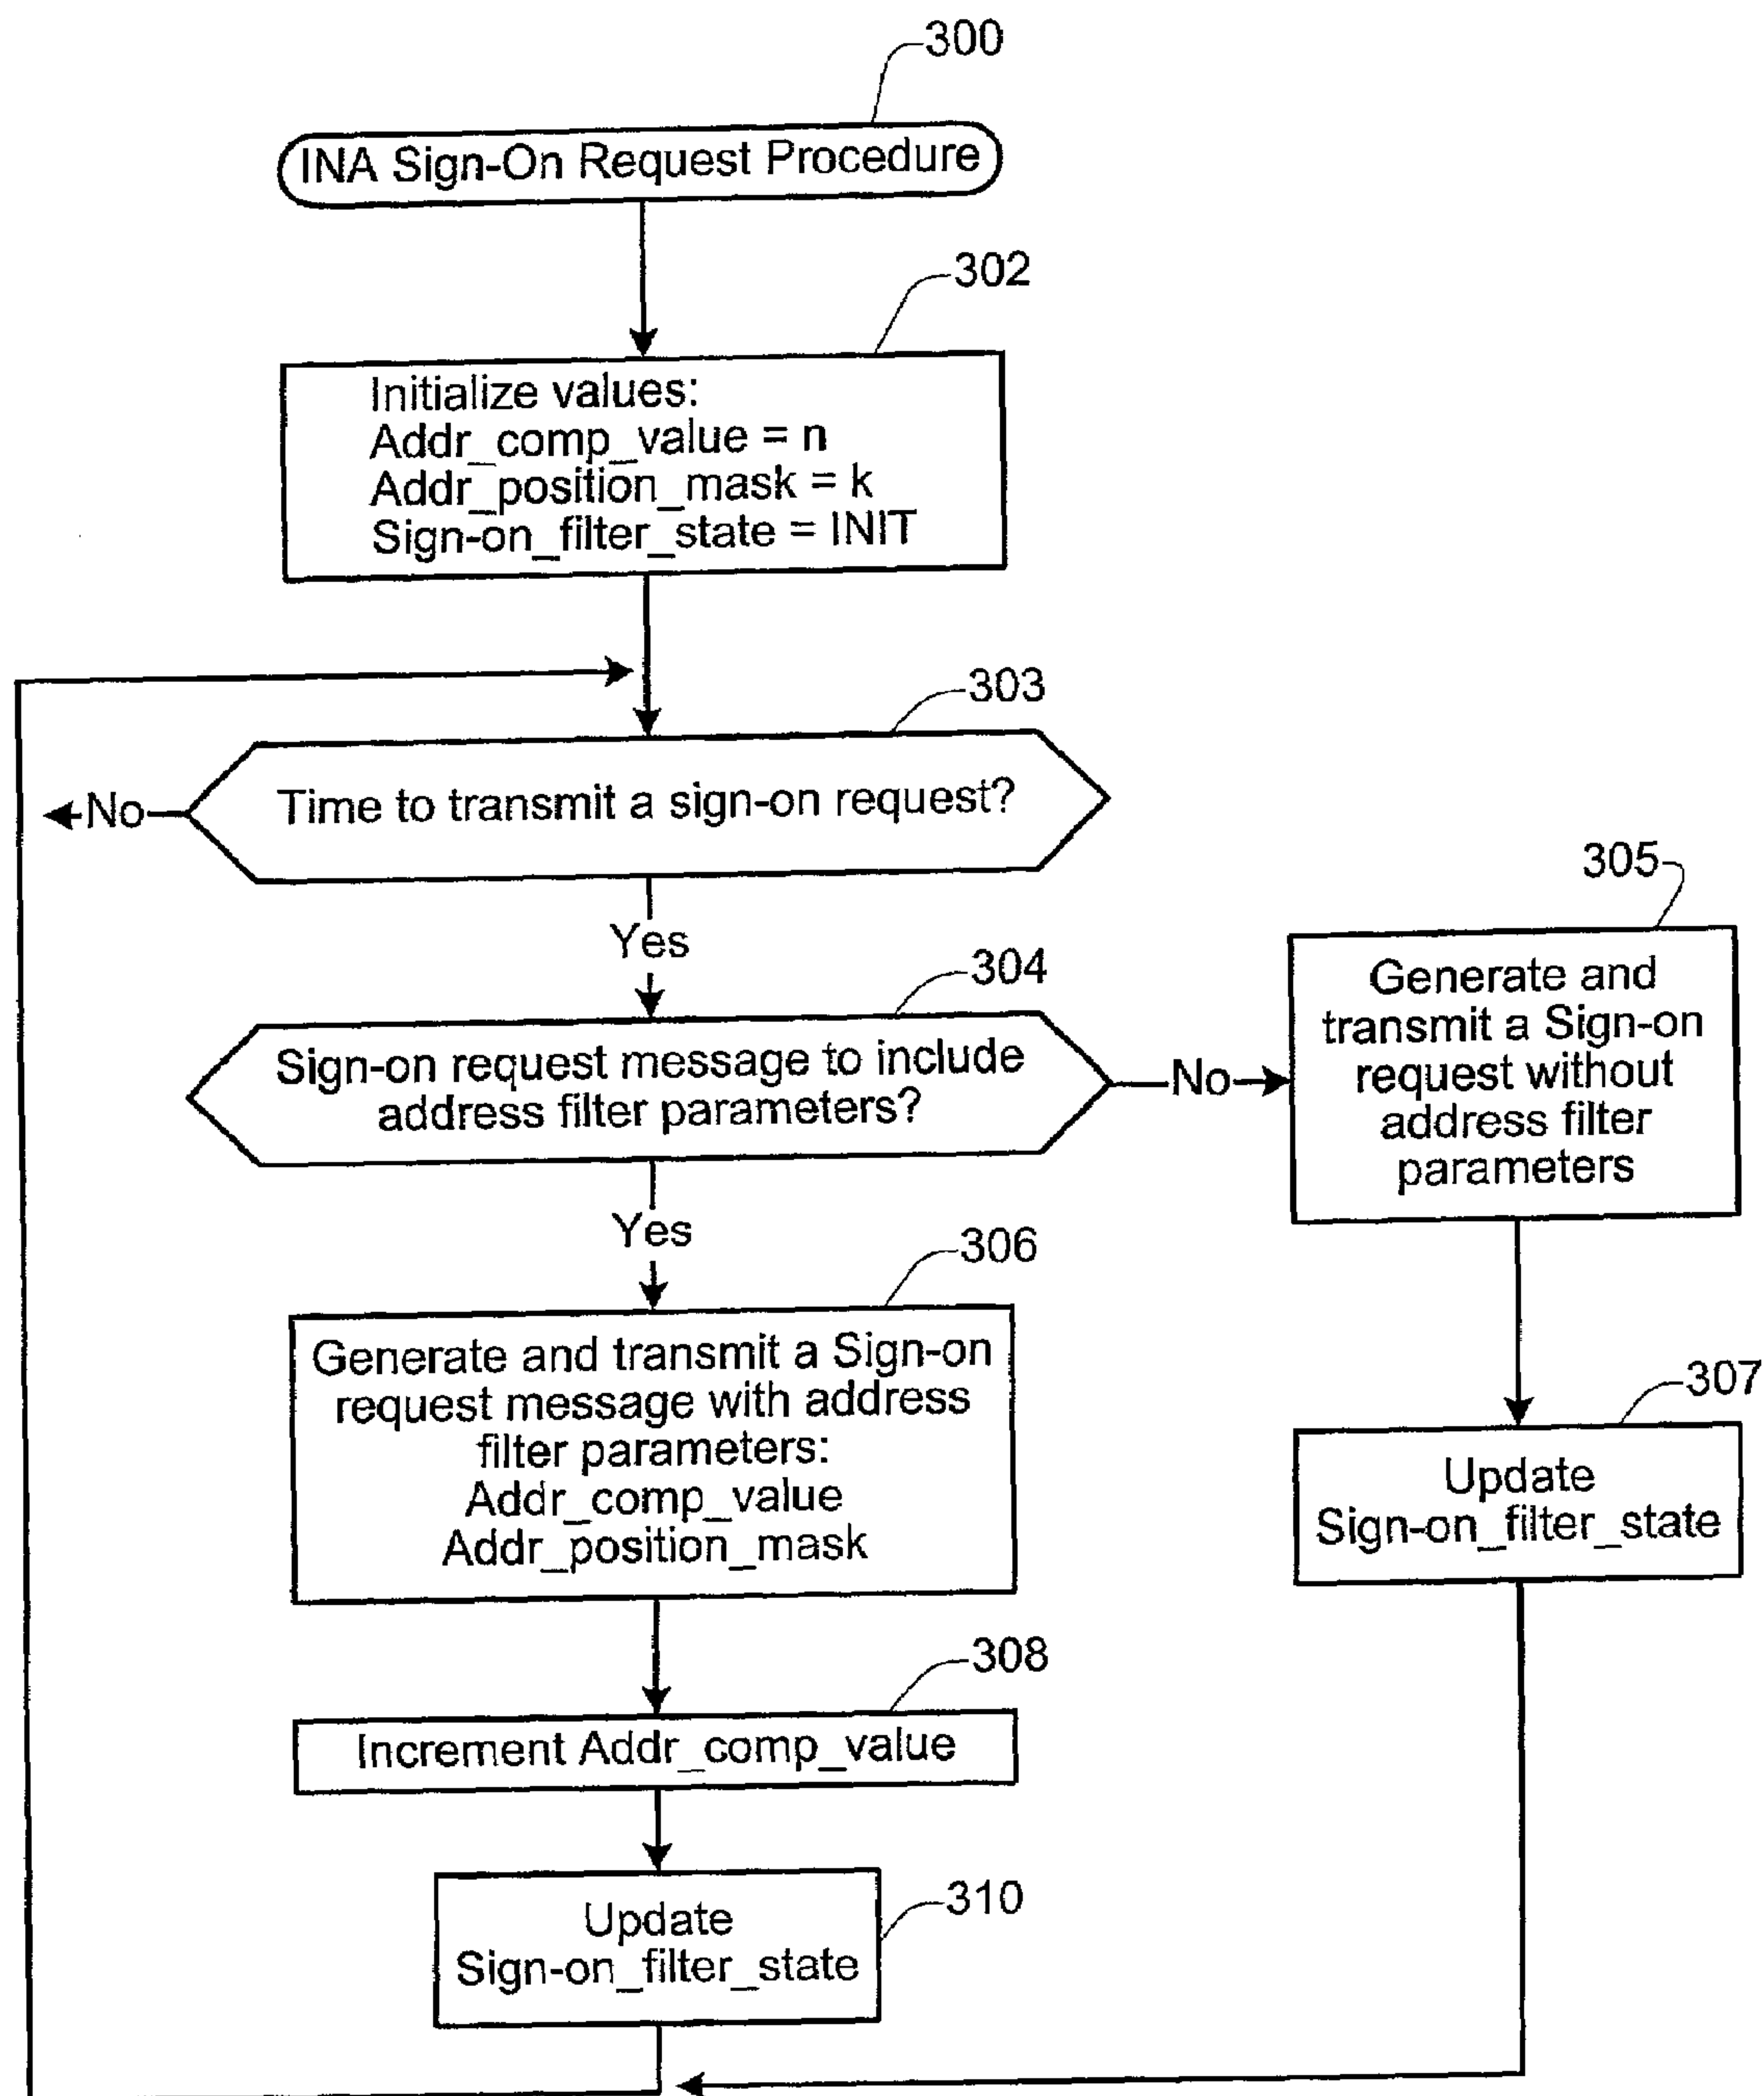 300
INA Sign-On Request Procedure
302
Initialize values:
Addr_comp_value = n
Addr_position_mask = k
Sign-on_filter_state = INIT
303
Time to transmit a sign-on request?
No
Yes
304
Sign-on request message to include
address filter parameters?
No
305
Generate and
transmit a Sign-on
request without
address filter
parameters
Yes
306
Generate and transmit a Sign-on
request message with address
filter parameters:
Addr_comp_value
Addr_position_mask
307
Update
Sign-on_filter_state
308
Increment Addr_comp_value
310
Update
Sign-on_filter_state